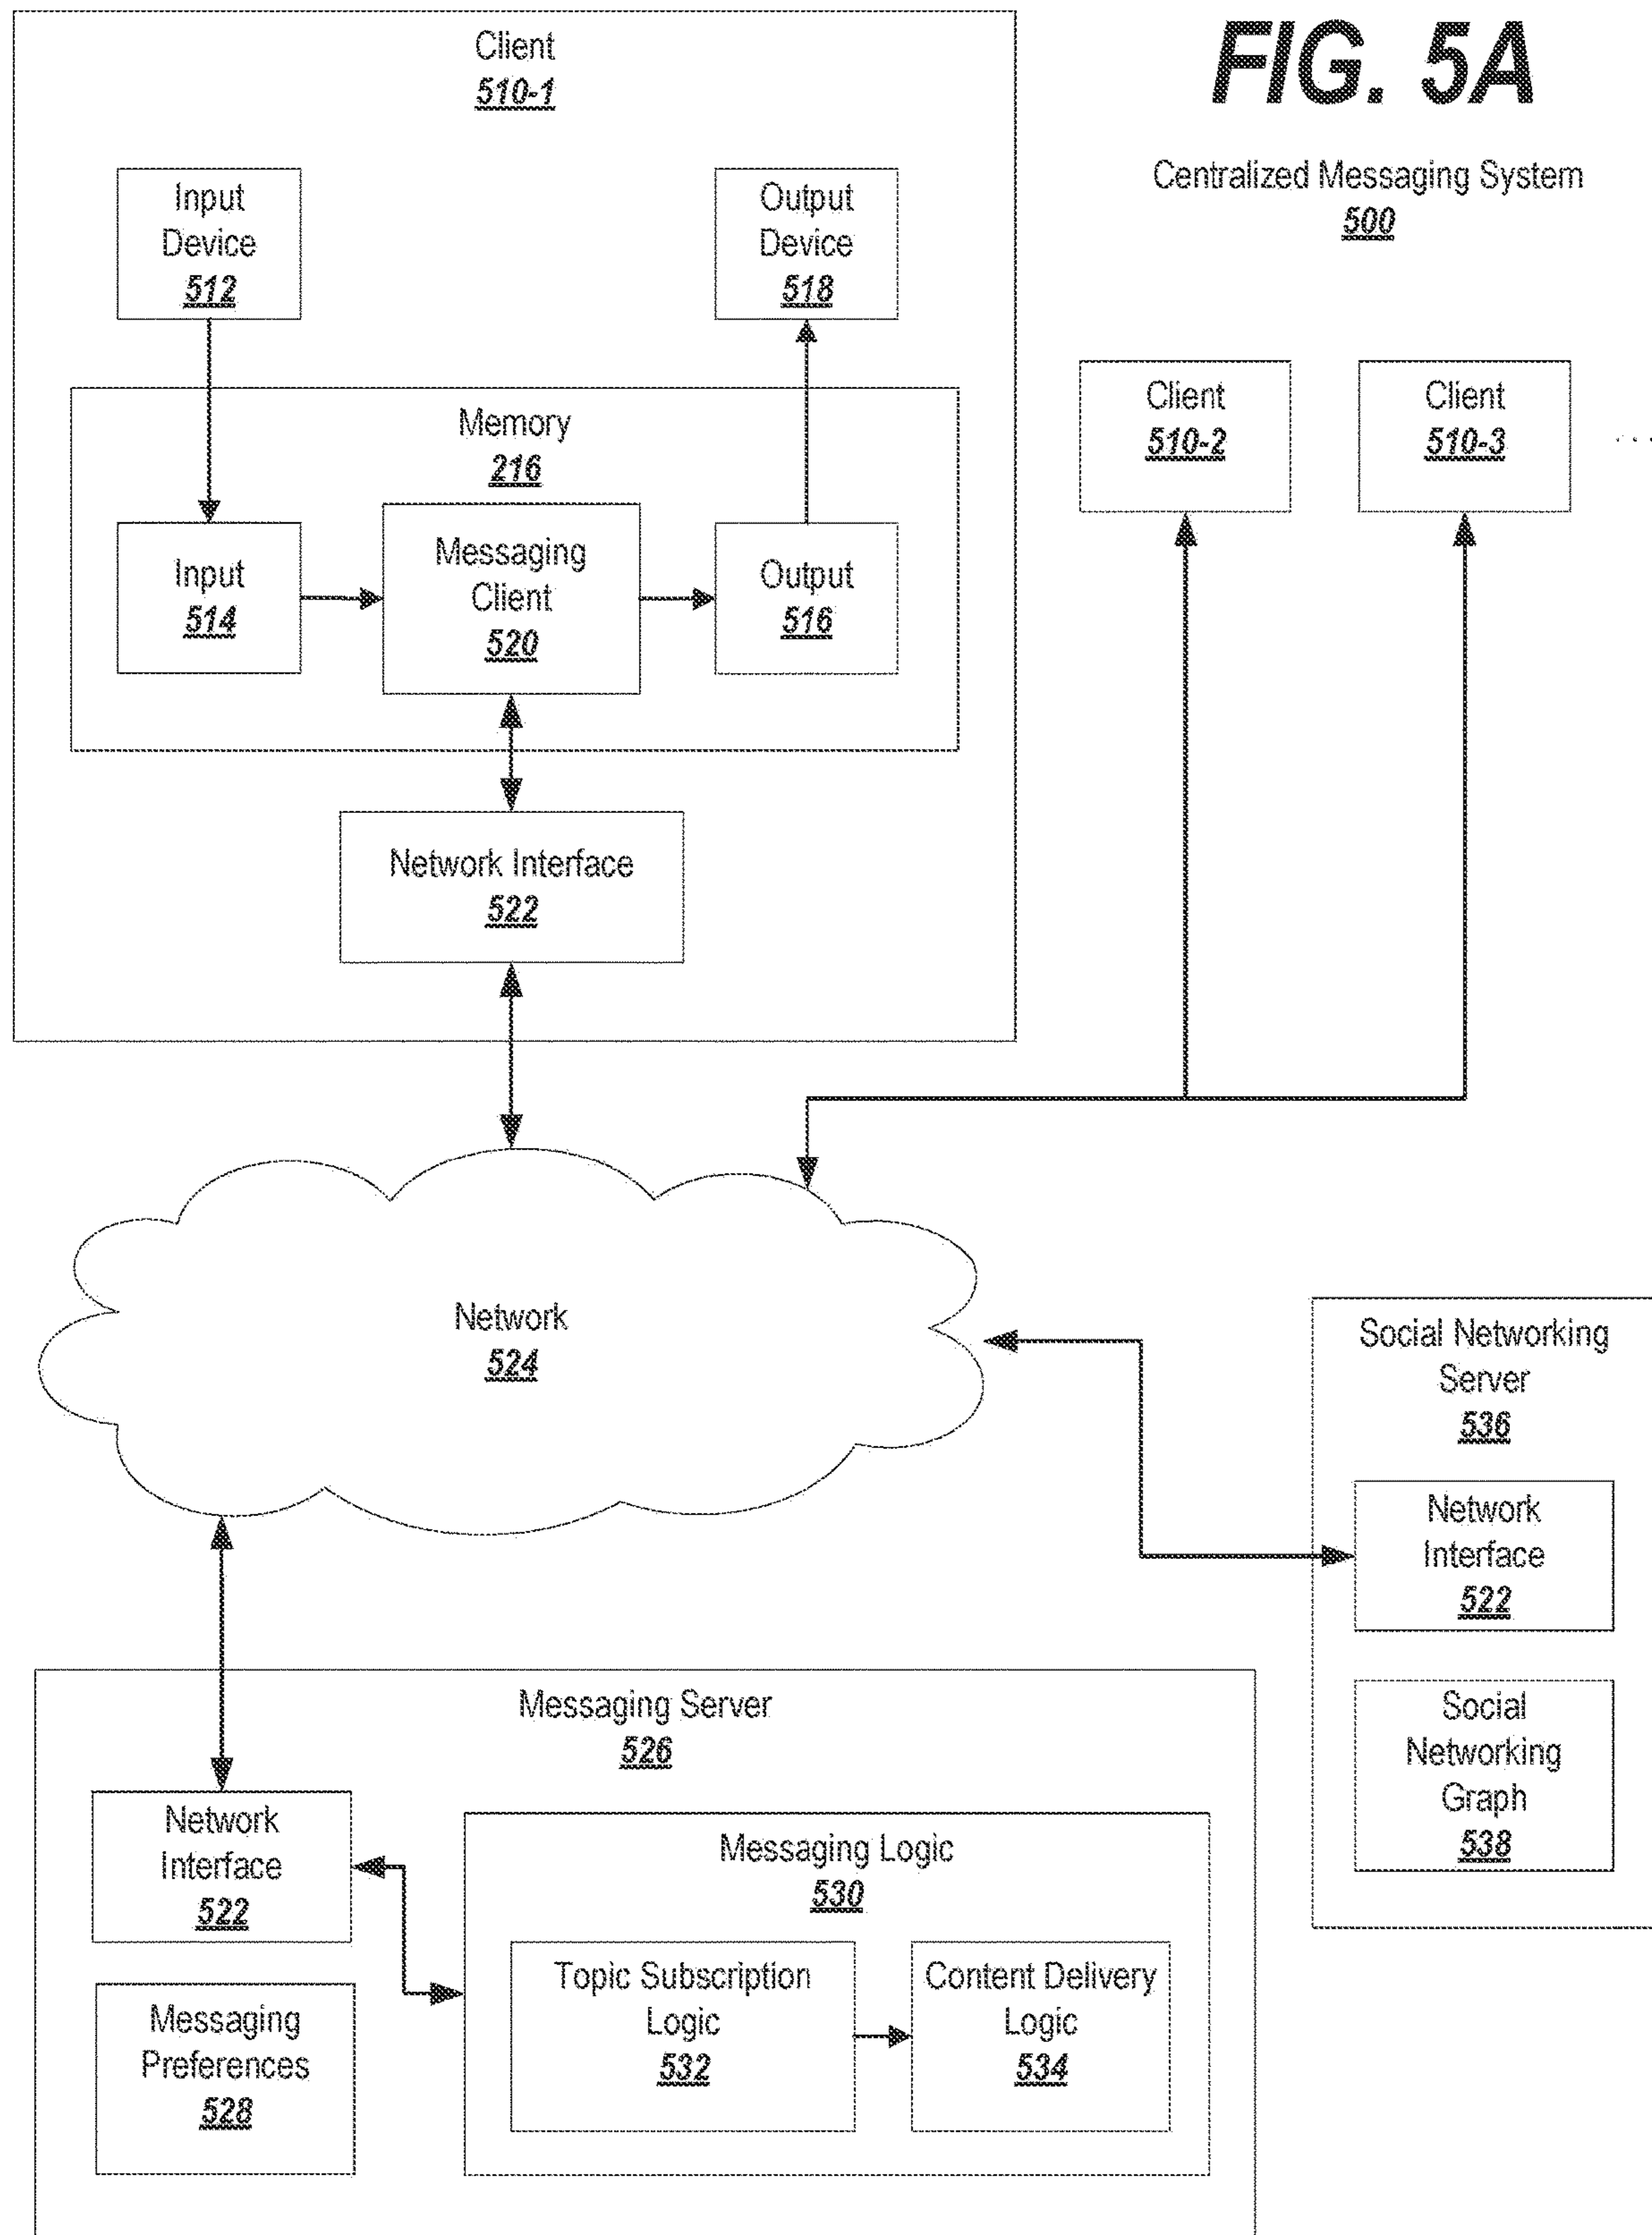 FIG. 5A
Centralized Messaging System
500
Client
510-1
Input
Device
512
Output
Device
518
Memory
216
Input
514
Messaging
Client
520
Output
516
Network Interface
522
Client
510-2
Client
510-3
...
Network
524
Social Networking
Server
536
Network
Interface
522
Social
Networking
Graph
538
Messaging Server
526
Network
Interface
522
Messaging
Preferences
528
Messaging Logic
530
Topic Subscription
Logic
532
Content Delivery
Logic
534